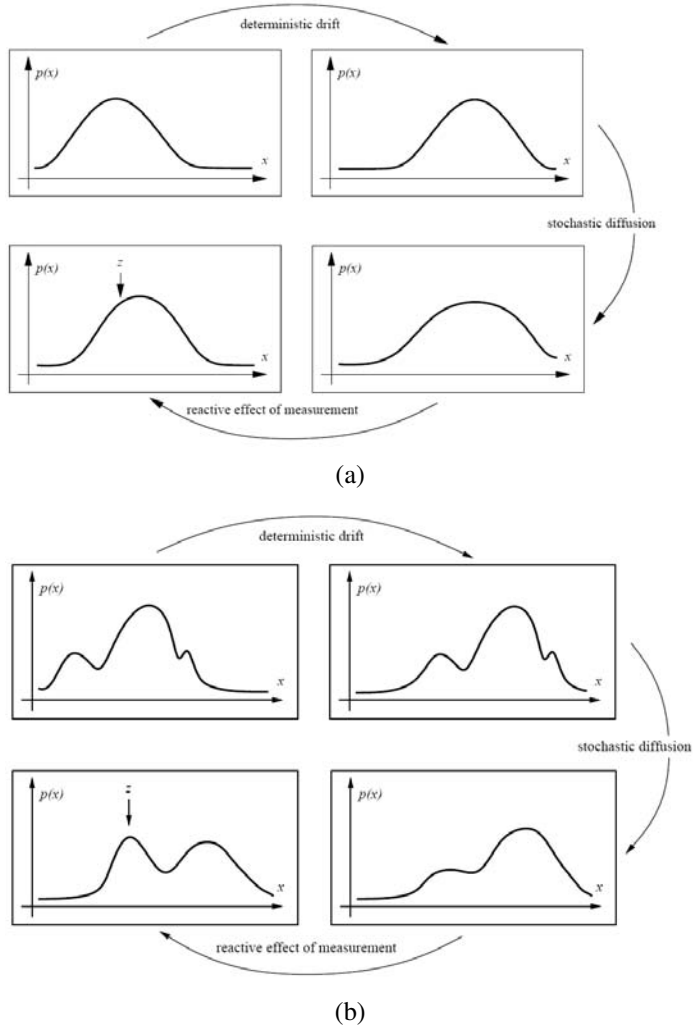 deterministic drift
p(x)
x
p(x)
x
stochastic diffusion
p(x)
z
x
p(x)
x
reactive effect of measurement
(a)
deterministic drift
p(x)
x
p(x)
x
stochastic diffusion
p(x)
z
x
p(x)
x
reactive effect of measurement
(b)